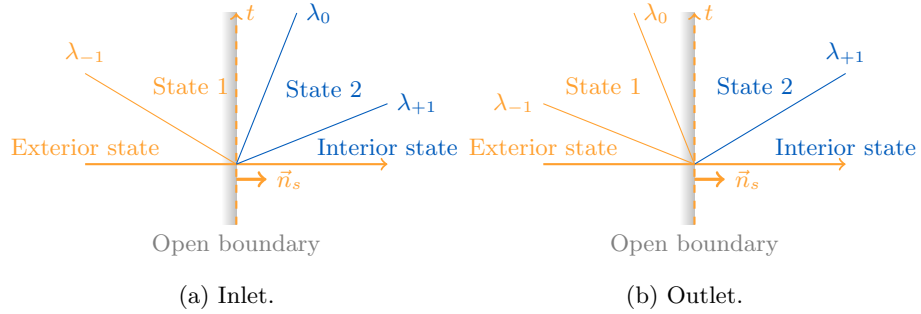 t
λ₀
λ₋₁
State 1
State 2
λ₊₁
Exterior state
Interior state
n⃗ₛ
Open boundary
(a) Inlet.
λ₀
t
λ₊₁
State 1
State 2
λ₋₁
Exterior state
Interior state
n⃗ₛ
Open boundary
(b) Outlet.